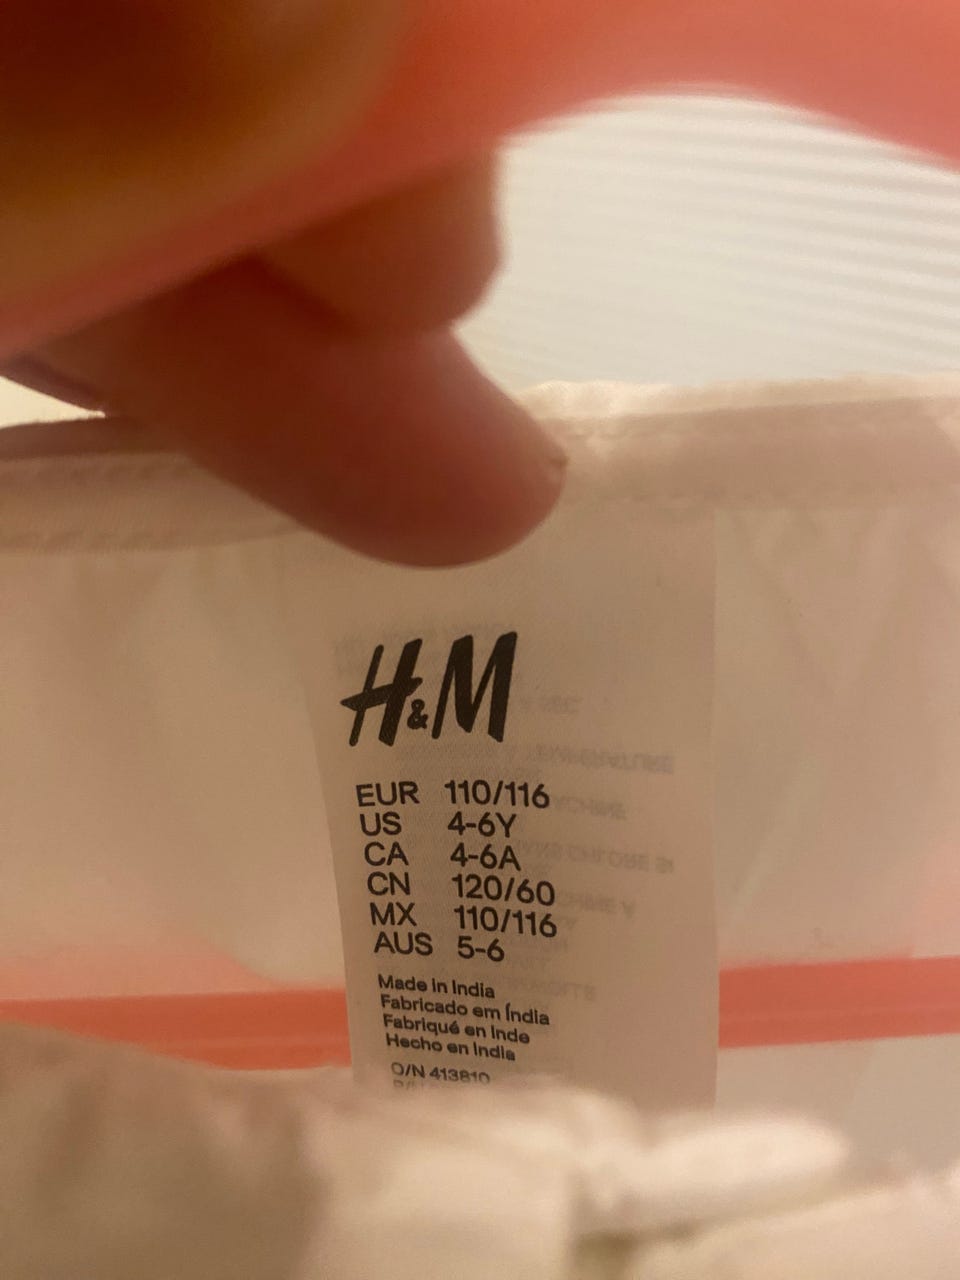 H&M
EUR 110/116
US 4-6Y
CA 4-6A
CN 120/60
MX 110/116
AUS 5-6
Made in India
Fabricado em Índia
Fabriqué en Inde
Hecho en India
O/N 413810